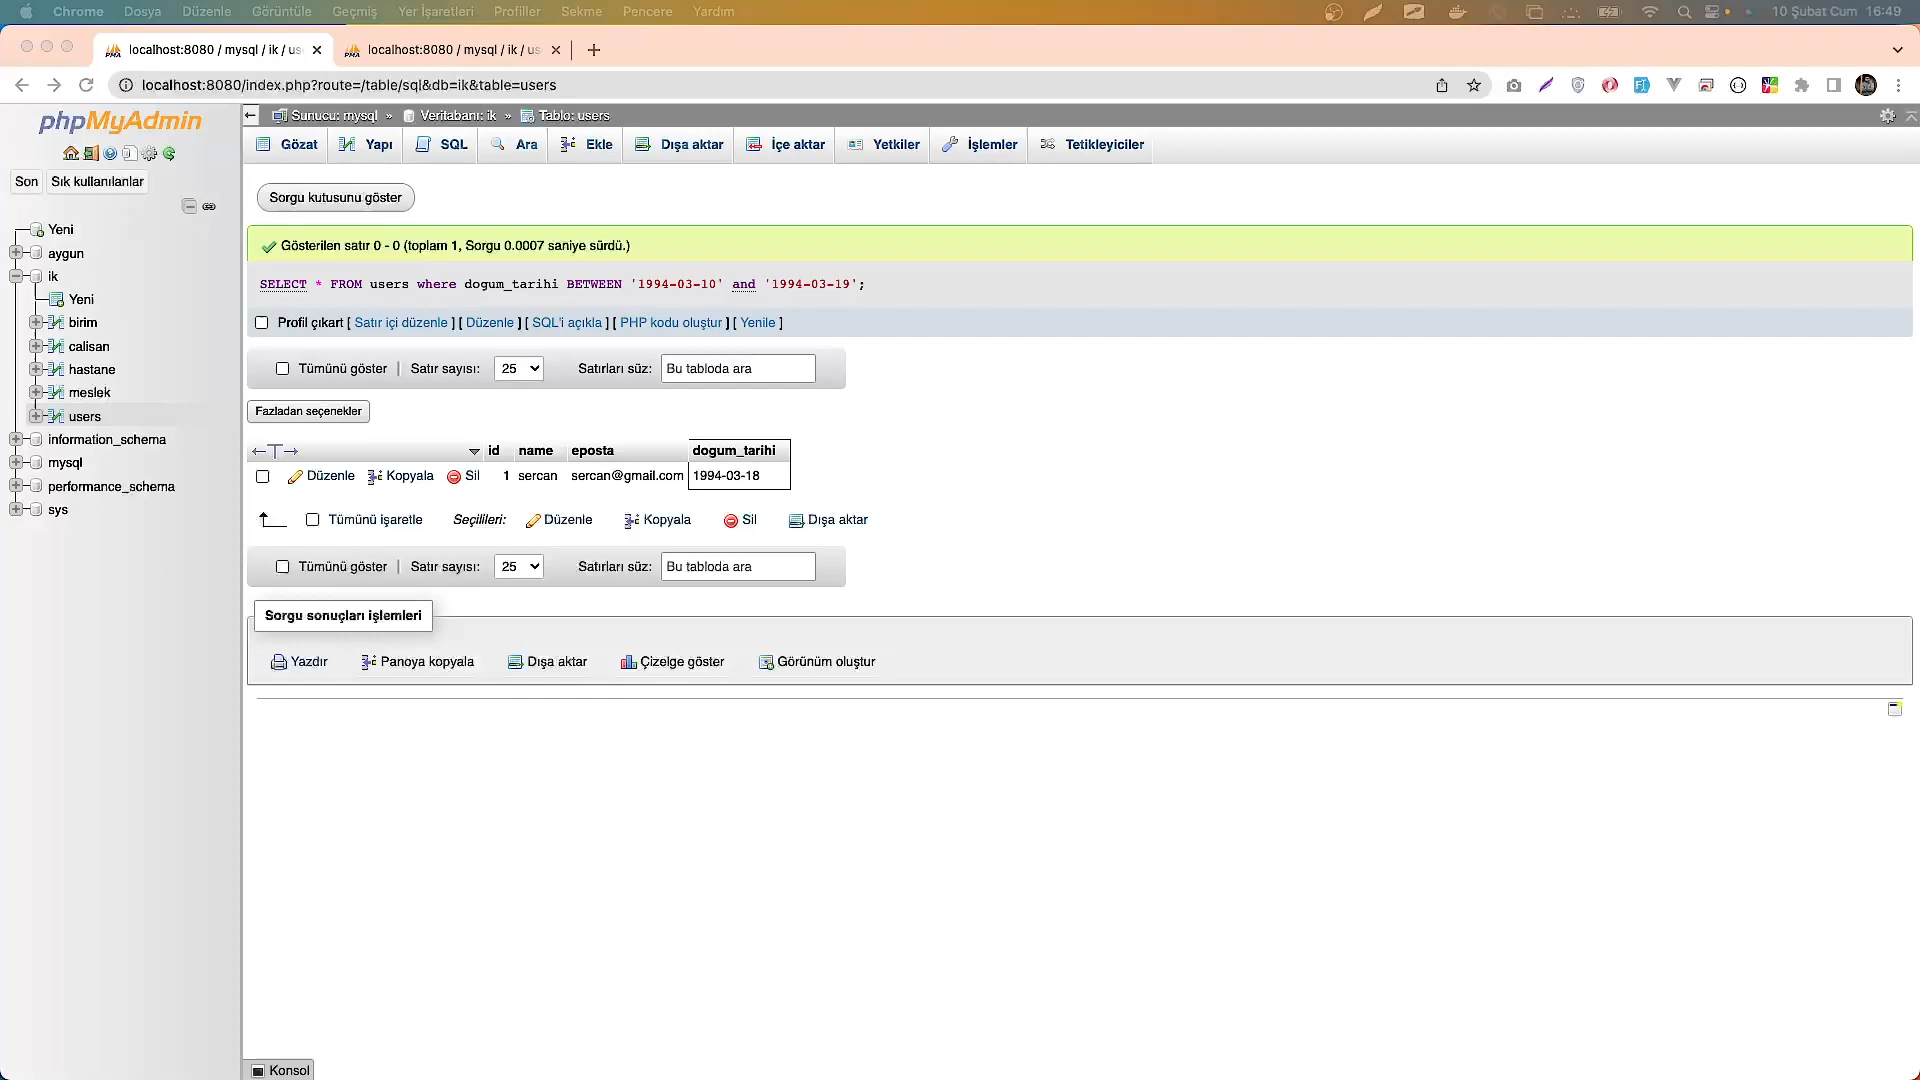 Chrome Dosya Düzenle Görüntüle Geçmiş Yer İşaretleri Profiller Sekme Pencere Yardım 10 Şubat Cum 16:49
localhost:8080 / mysql / ik / us localhost:8080 / mysql / ik / us
localhost:8080/index.php?route=/table/sql&db=ik&table=users
phpMyAdmin
Son Sık kullanılanlar
Yeni
aygun
ik
Yeni
birim
calisan
hastane
meslek
users
information_schema
mysql
performance_schema
sys
Sunucu: mysql » Veritabanı: ik » Tablo: users
Gözat Yapı SQL Ara Ekle Dışa aktar İçe aktar Yetkiler İşlemler Tetikleyiciler
Sorgu kutusunu göster
Gösterilen satır 0 - 0 (toplam 1, Sorgu 0.0007 saniye sürdü.)
SELECT * FROM users where dogum_tarihi BETWEEN '1994-03-10' and '1994-03-19';
Profil çıkart [ Satır içi düzenle ] [ Düzenle ] [ SQL'i açıkla ] [ PHP kodu oluştur ] [ Yenile ]
Tümünü göster | Satır sayısı: 25 Satırları süz: Bu tabloda ara
Fazladan seçenekler
id name eposta dogum_tarihi
Düzenle Kopyala Sil 1 sercan sercan@gmail.com 1994-03-18
Tümünü işaretle Seçilileri: Düzenle Kopyala Sil Dışa aktar
Tümünü göster | Satır sayısı: 25 Satırları süz: Bu tabloda ara
Sorgu sonuçları işlemleri
Yazdır Panoya kopyala Dışa aktar Çizelge göster Görünüm oluştur
Konsol